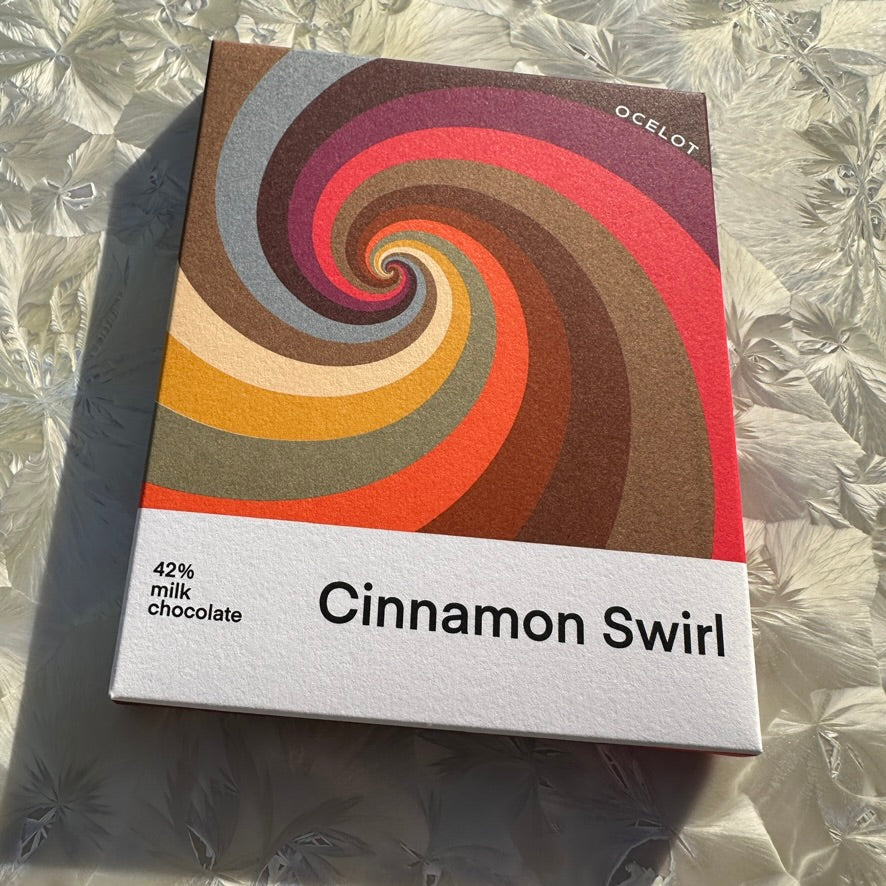 OCELOT
42%
milk
chocolate
Cinnamon Swirl